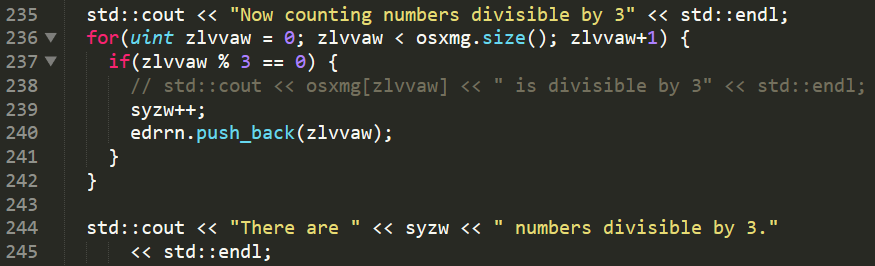 235 std::cout << "Now counting numbers divisible by 3" << std::endl;
236 for(uint zlvvaw = 0; zlvvaw < osxmg.size(); zlvvaw+1) {
237 if(zlvvaw % 3 == 0) {
238 // std::cout << osxmg[zlvvaw] << " is divisible by 3" << std::endl;
239 syzw++;
240 edrrn.push_back(zlvvaw);
241 }
242 }
243
244 std::cout << "There are " << syzw << " numbers divisible by 3."
245 << std::endl;